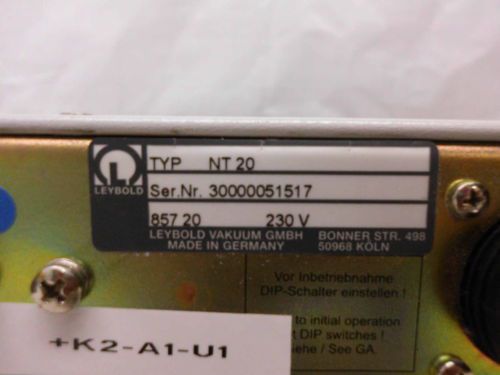 LEYBOLD
TYP NT 20
Ser.Nr. 30000051517
857 20 230 V
LEYBOLD VAKUUM GMBH BONNER STR. 498
MADE IN GERMANY 50968 KÖLN
Vor Inbetriebnahme
DIP-Schalter einstellen !
to initial operation
DIP switches !
/ See GA.
+K2-A1-U1